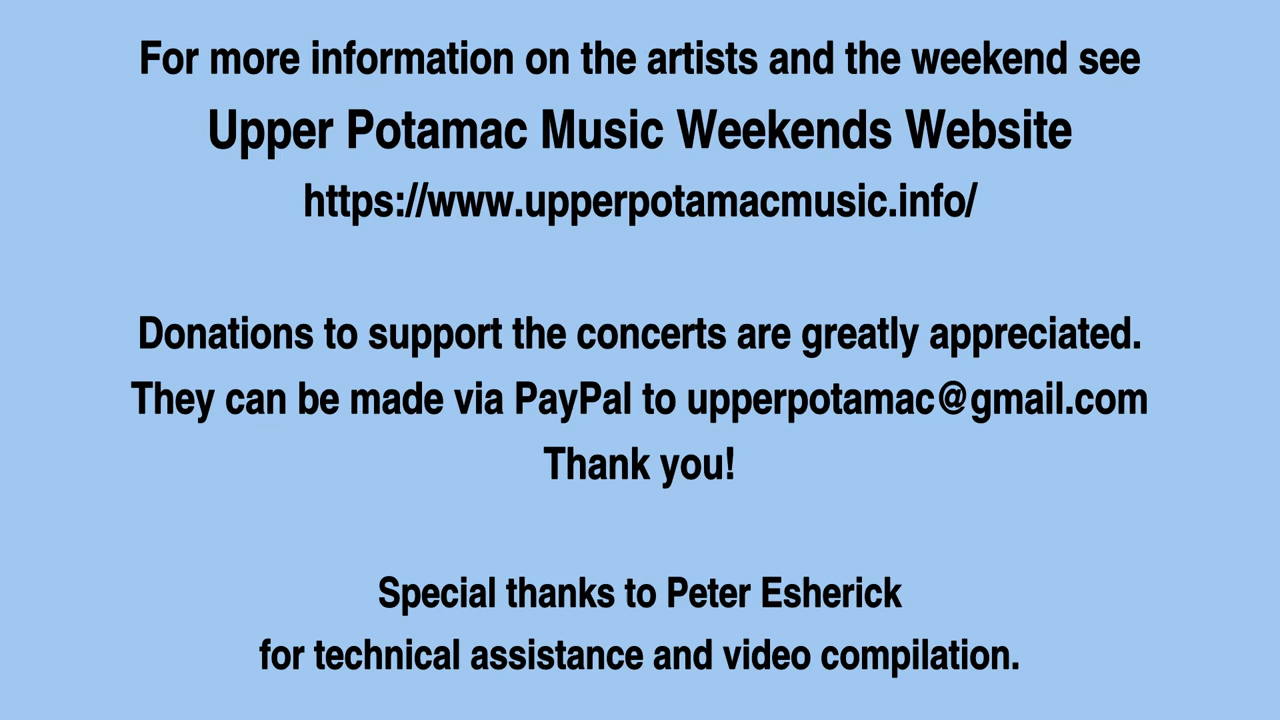 For more information on the artists and the weekend see
Upper Potamac Music Weekends Website
https://www.upperpotamacmusic.info/
Donations to support the concerts are greatly appreciated.
They can be made via PayPal to upperpotamac@gmail.com
Thank you!
Special thanks to Peter Esherick
for technical assistance and video compilation.